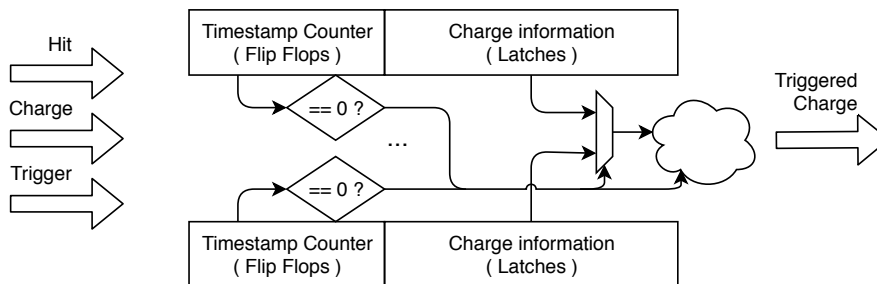 Hit
Charge
Trigger
Timestamp Counter
( Flip Flops )
Charge information
( Latches )
== 0 ?
...
== 0 ?
Timestamp Counter
( Flip Flops )
Charge information
( Latches )
Triggered
Charge